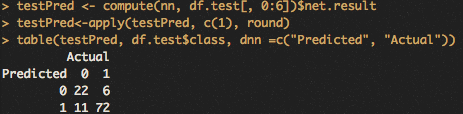 > testPred <- compute(nn, df.test[, 0:6])$net.result
> testPred<-apply(testPred, c(1), round)
> table(testPred, df.test$class, dnn =c("Predicted", "Actual"))
         Actual
Predicted  0  1
        0 22  6
        1 11 72